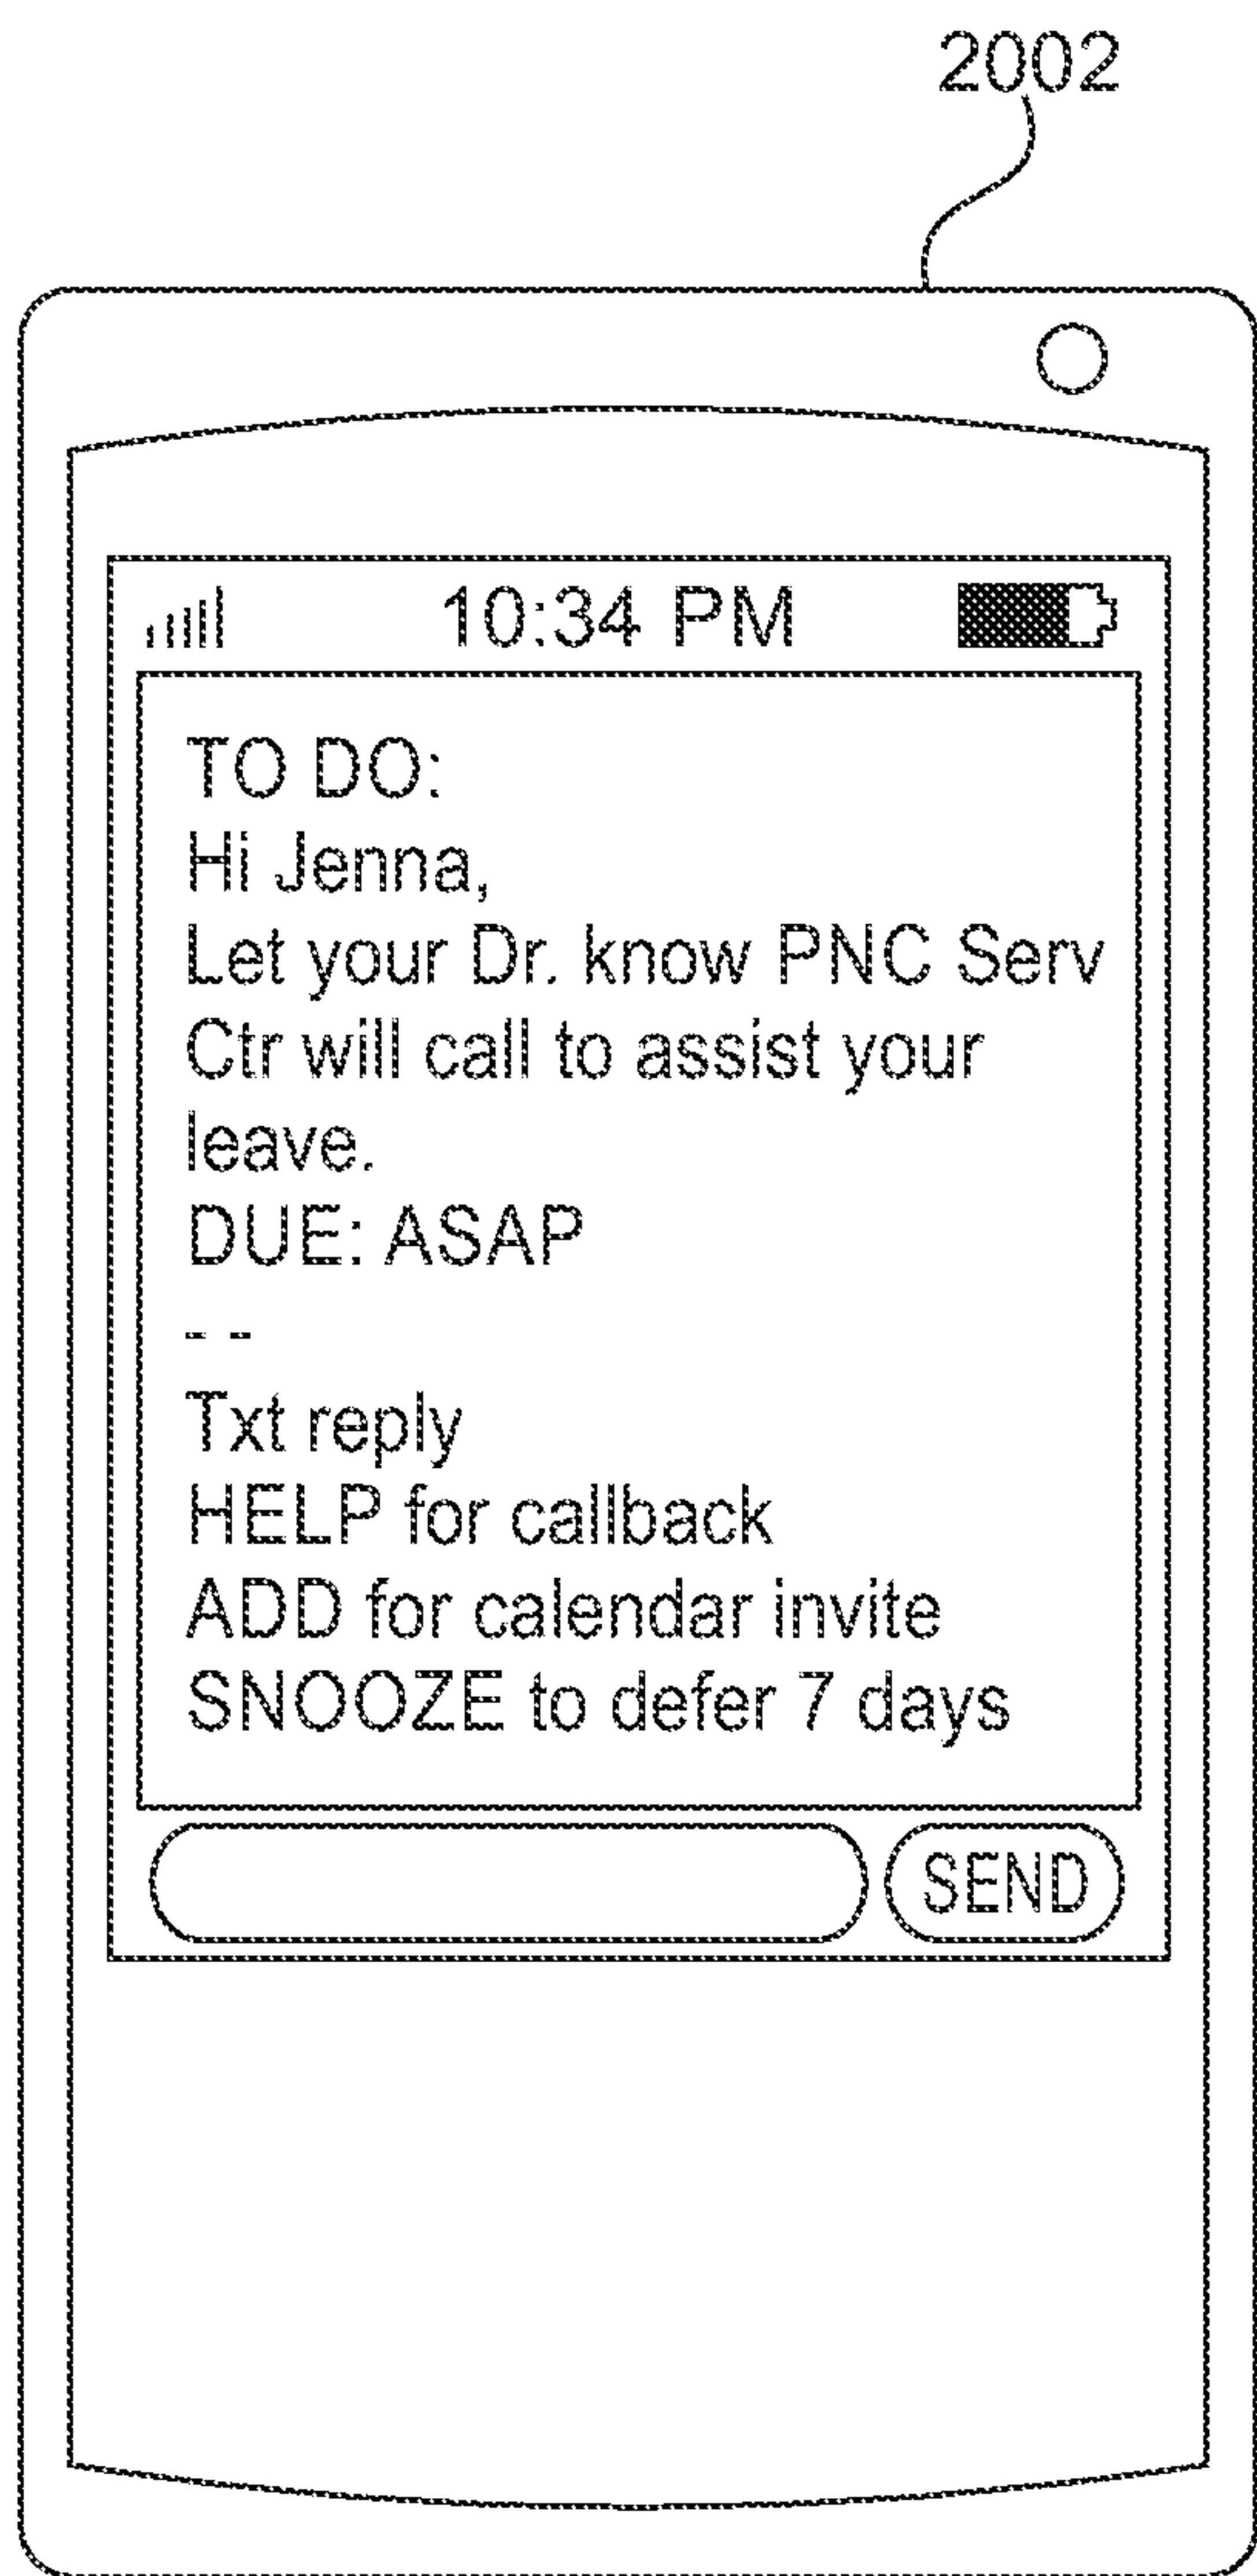 2002
10:34 PM
TO DO:
Hi Jenna,
Let your Dr. know PNC Serv
Ctr will call to assist your
leave.
DUE: ASAP
- -
Txt reply
HELP for callback
ADD for calendar invite
SNOOZE to defer 7 days
SEND